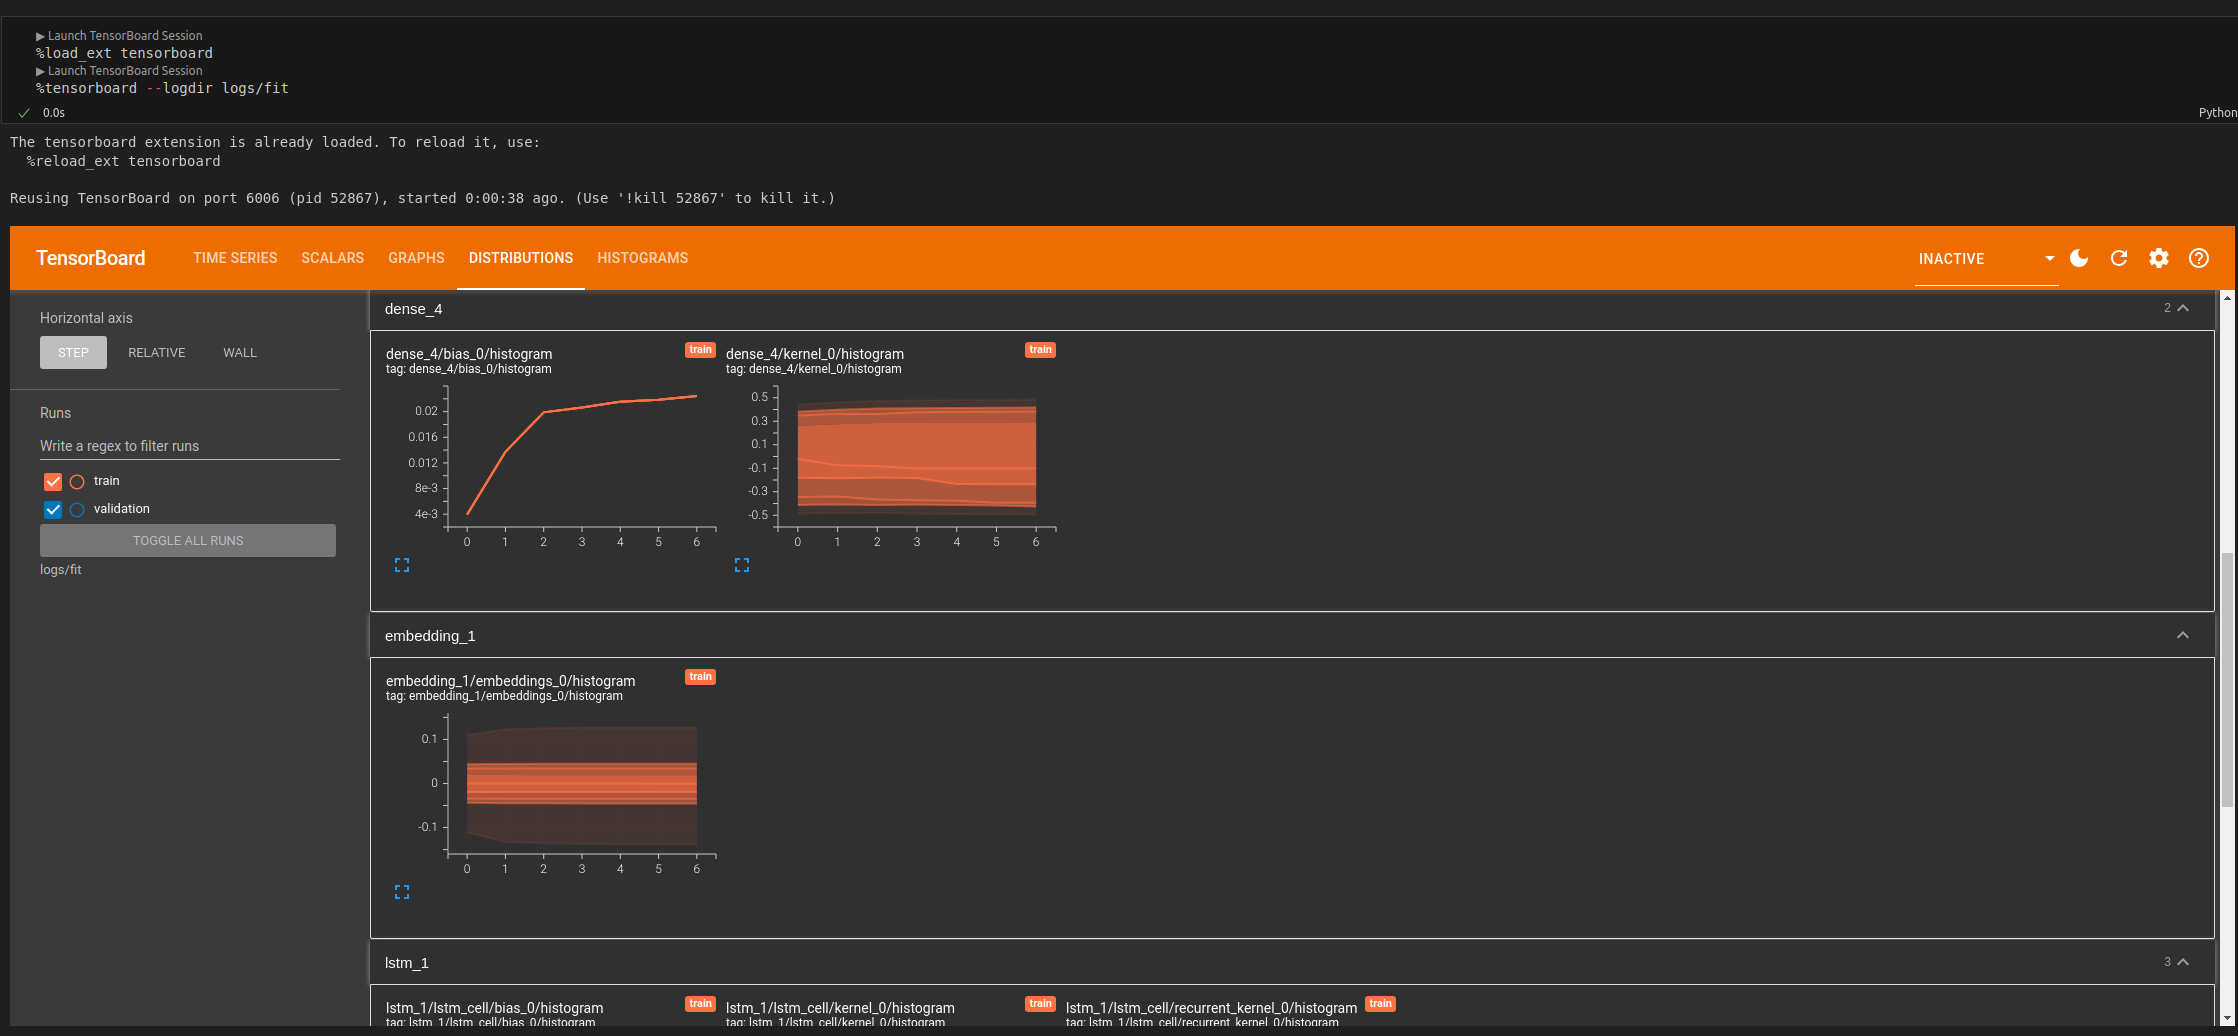 ▶ Launch TensorBoard Session
%load_ext tensorboard
▶ Launch TensorBoard Session
%tensorboard --logdir logs/fit
✓ 0.0s
Python
The tensorboard extension is already loaded. To reload it, use:
%reload_ext tensorboard
Reusing TensorBoard on port 6006 (pid 52867), started 0:00:38 ago. (Use '!kill 52867' to kill it.)
TensorBoard TIME SERIES SCALARS GRAPHS DISTRIBUTIONS HISTOGRAMS INACTIVE
Horizontal axis
STEP RELATIVE WALL
Runs
Write a regex to filter runs
train
validation
TOGGLE ALL RUNS
logs/fit
dense_4 2
dense_4/bias_0/histogram train
tag: dense_4/bias_0/histogram
0.02
0.016
0.012
8e-3
4e-3
0 1 2 3 4 5 6
dense_4/kernel_0/histogram train
tag: dense_4/kernel_0/histogram
0.5
0.3
0.1
-0.1
-0.3
-0.5
0 1 2 3 4 5 6
embedding_1
embedding_1/embeddings_0/histogram train
tag: embedding_1/embeddings_0/histogram
0.1
0
-0.1
0 1 2 3 4 5 6
lstm_1 3
lstm_1/lstm_cell/bias_0/histogram train
tag: lstm_1/lstm_cell/bias_0/histogram
lstm_1/lstm_cell/kernel_0/histogram train
tag: lstm_1/lstm_cell/kernel_0/histogram
lstm_1/lstm_cell/recurrent_kernel_0/histogram train
tag: lstm_1/lstm_cell/recurrent_kernel_0/histogram